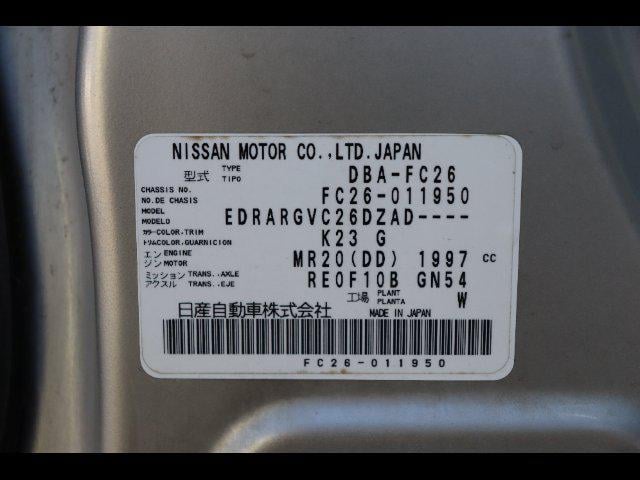 NISSAN MOTOR CO.,LTD.JAPAN
型式 TYPE TIPO DBA-FC26
CHASSIS NO. NO.DE CHASIS FC26-011950
MODEL MODELO EDRARGVC26DZAD----
カラー COLOR,TRIM トリム COLOR,GUARNICION K23 G
エンジン ENGINE MOTOR MR20(DD) 1997 cc
ミッション アクスル TRANS.,AXLE TRANS.,EJE RE0F10B GN54
工場 PLANT PLANTA W
日産自動車株式会社 MADE IN JAPAN
FC26-011950